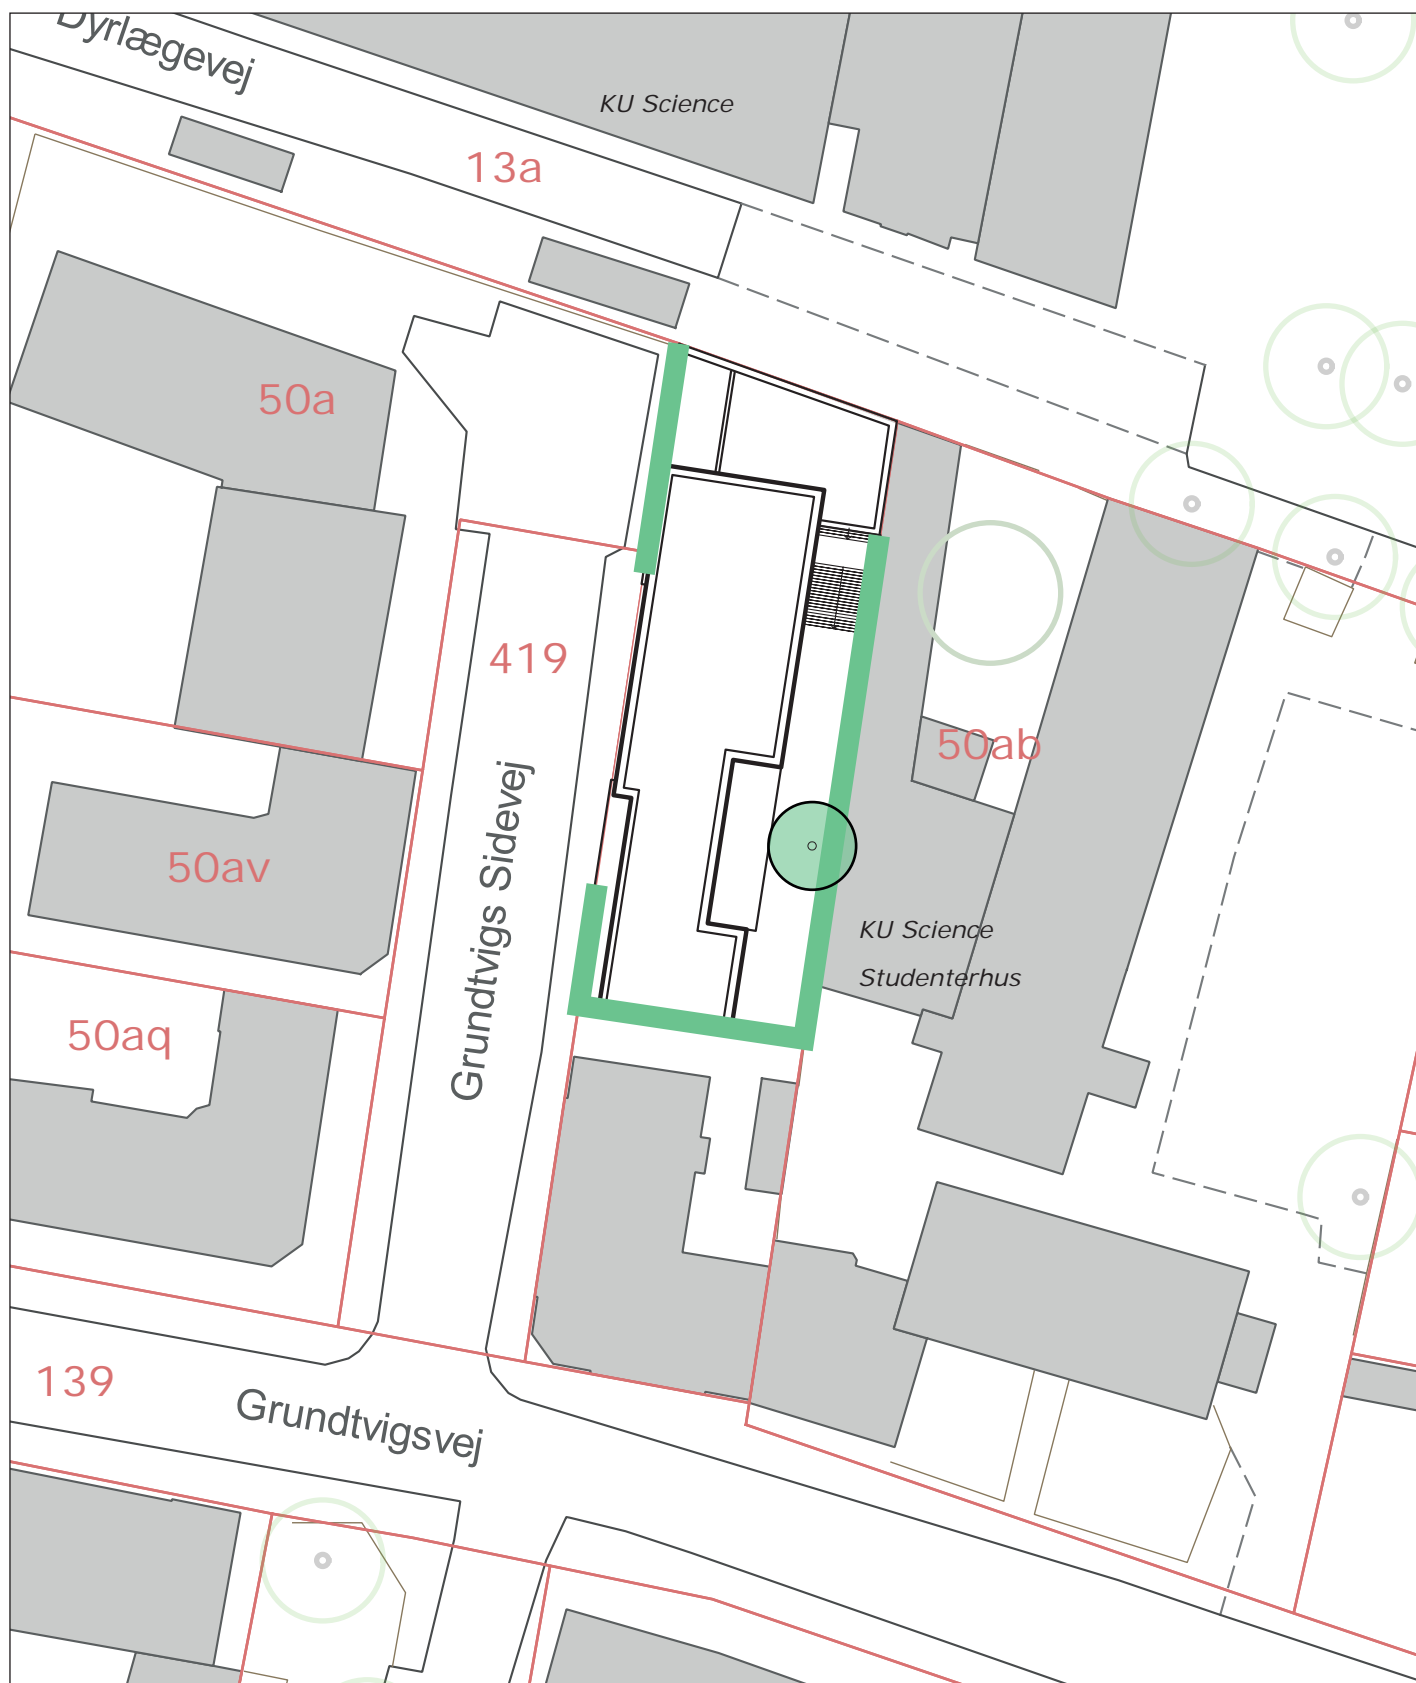 Dyrlægevej
KU Science
13a
50a
419
50ab
50av
Grundtvigs Sidevej
KU Science
Studenterhus
50aq
139
Grundtvigsvej